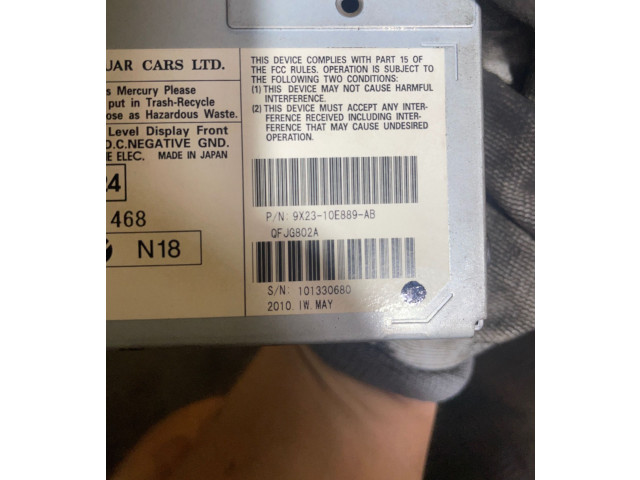 UAR CARS LTD.
s Mercury Please
put in Trash-Recycle
ose as Hazardous Waste.
Level Display Front
D.C.NEGATIVE GND.
E ELEC. MADE IN JAPAN
24
468
N18
THIS DEVICE COMPLIES WITH PART 15 OF
THE FCC RULES. OPERATION IS SUBJECT TO
THE FOLLOWING TWO CONDITIONS:
(1) THIS DEVICE MAY NOT CAUSE HARMFUL
INTERFERENCE.
(2) THIS DEVICE MUST ACCEPT ANY INTER-
FERENCE RECEIVED INCLUDING INTER-
FERENCE THAT MAY CAUSE UNDESIRED
OPERATION.
P/N: 9X23-10E889-AB
QFJG802A
S/N: 101330680
2010. IW. MAY